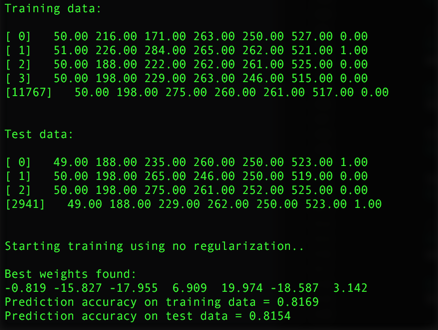 Training data:
[ 0] 50.00 216.00 171.00 263.00 250.00 527.00 0.00
[ 1] 51.00 226.00 284.00 265.00 262.00 521.00 1.00
[ 2] 50.00 188.00 222.00 262.00 261.00 525.00 0.00
[ 3] 50.00 198.00 229.00 263.00 246.00 515.00 0.00
[11767] 50.00 198.00 275.00 260.00 261.00 517.00 0.00
Test data:
[ 0] 49.00 188.00 235.00 260.00 250.00 523.00 1.00
[ 1] 50.00 198.00 265.00 246.00 250.00 519.00 0.00
[ 2] 50.00 198.00 275.00 261.00 252.00 525.00 0.00
[2941] 49.00 188.00 229.00 262.00 250.00 523.00 1.00
Starting training using no regularization..
Best weights found:
-0.819 -15.827 -17.955 6.909 19.974 -18.587 3.142
Prediction accuracy on training data = 0.8169
Prediction accuracy on test data = 0.8154